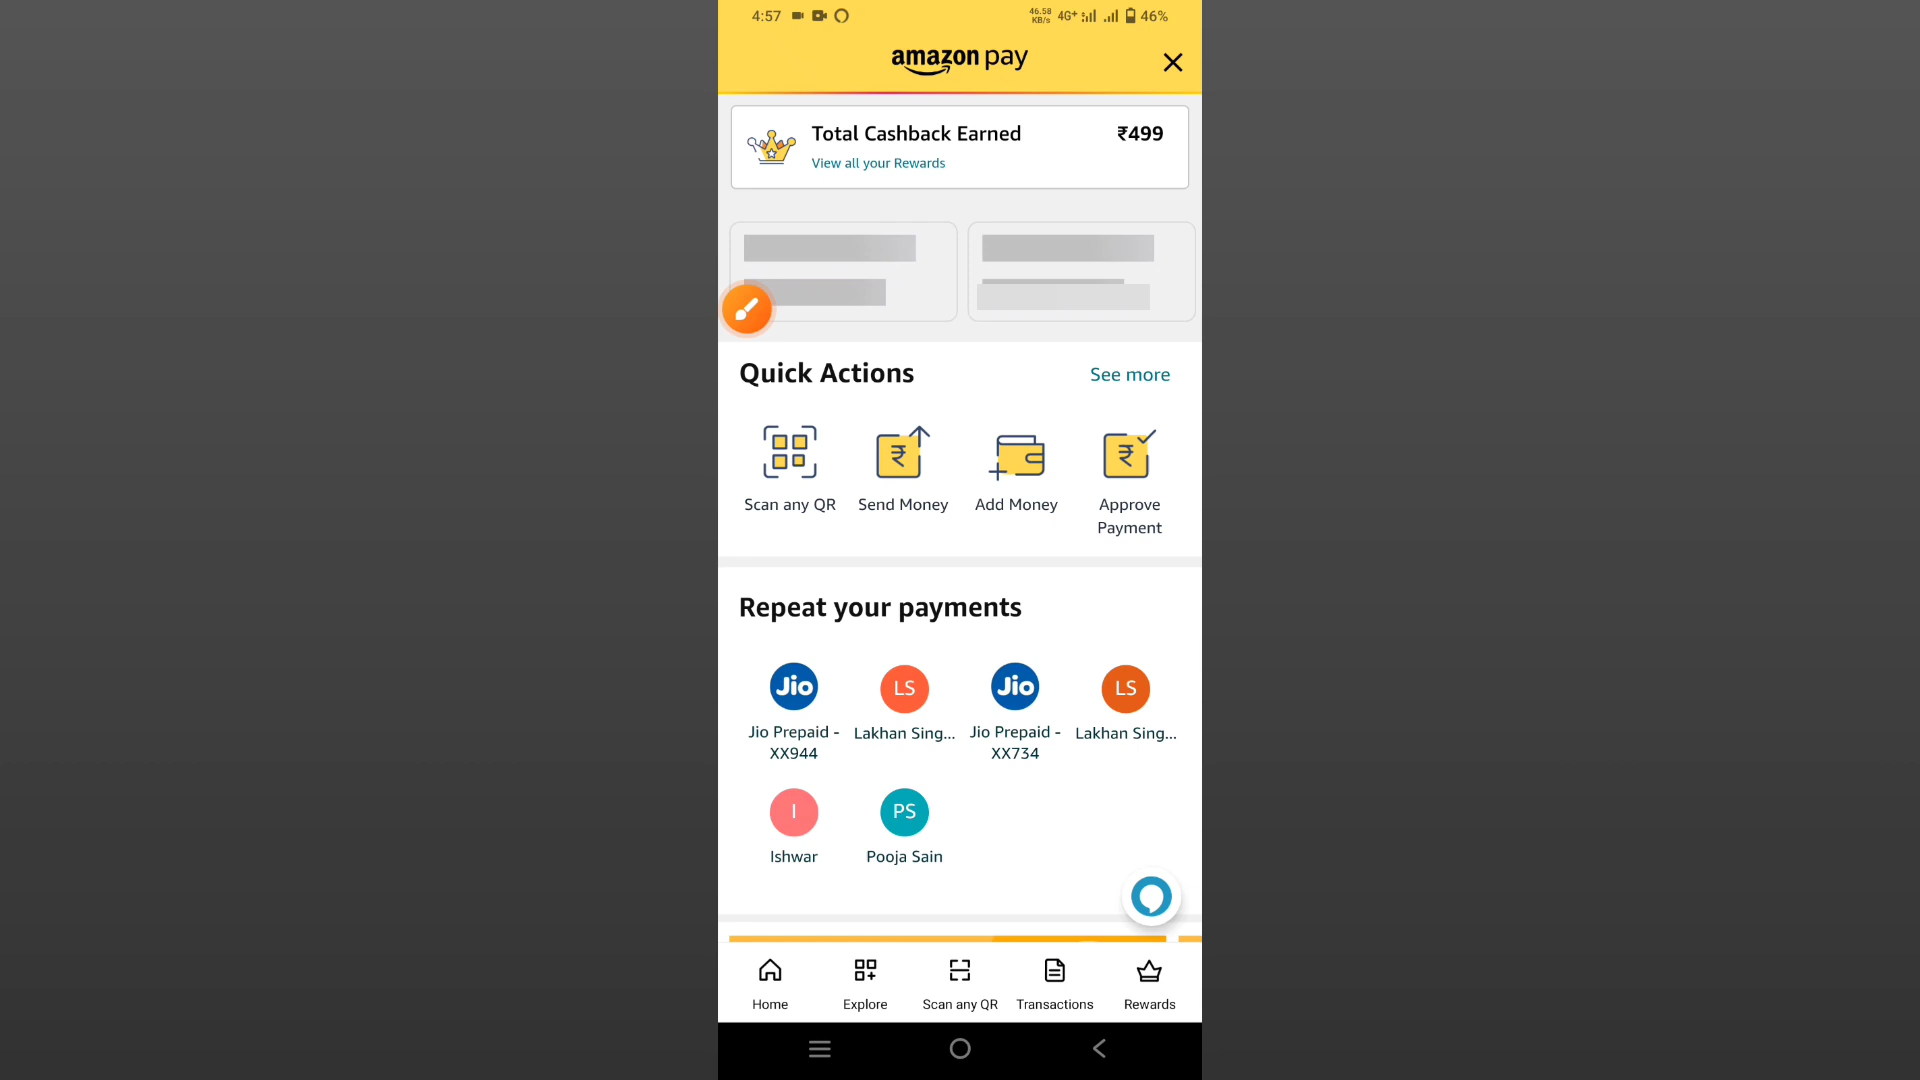 4:57 46.58 KB/s 4G+ 46%
amazon pay
Total Cashback Earned ₹499
View all your Rewards
Quick Actions See more
Scan any QR Send Money Add Money Approve
Payment
Repeat your payments
Jio LS Jio LS
Jio Prepaid - Lakhan Sing... Jio Prepaid - Lakhan Sing...
XX944 XX734
I PS
Ishwar Pooja Sain
Home Explore Scan any QR Transactions Rewards